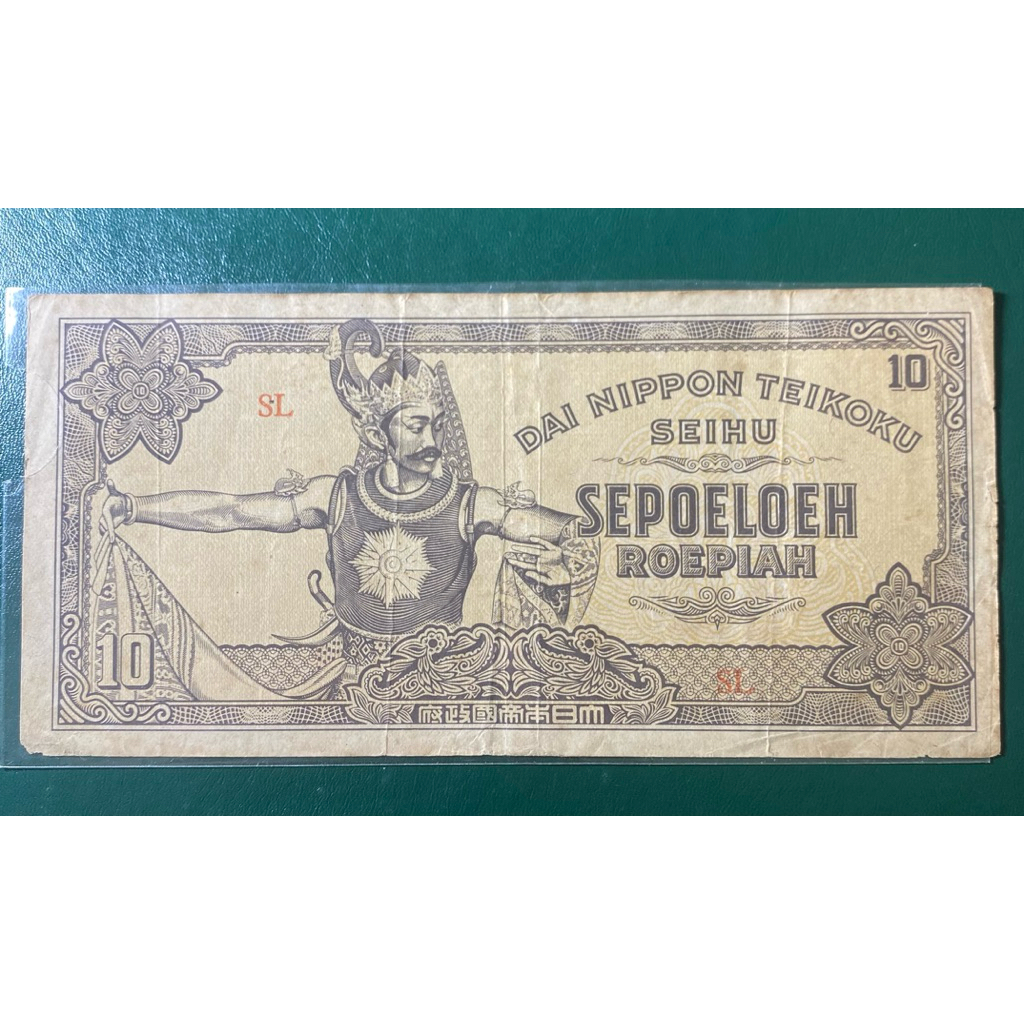 10
SL
DAI NIPPON TEIKOKU
SEIHU
SEPOELOEH
ROEPIAH
10
SL
府政國帝本日大